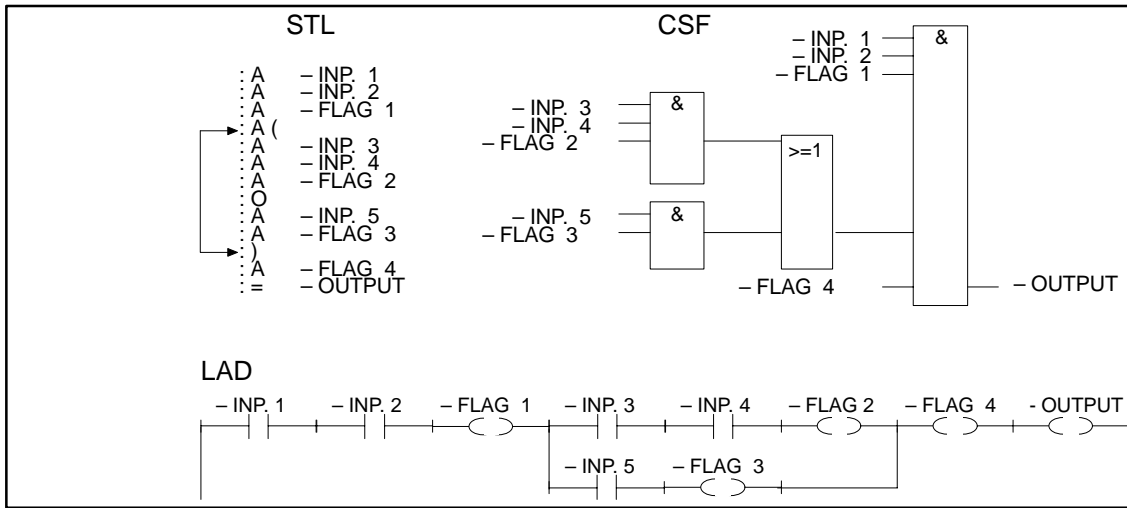 STL
: A – INP. 1
: A – INP. 2
: A – FLAG 1
: A (
: A – INP. 3
: A – INP. 4
: A – FLAG 2
: O
: A – INP. 5
: A – FLAG 3
: )
: A – FLAG 4
: = – OUTPUT
CSF
– INP. 1
– INP. 2
– FLAG 1
&
– INP. 3
– INP. 4
– FLAG 2
&
>=1
– INP. 5
– FLAG 3
&
– FLAG 4
– OUTPUT
LAD
– INP. 1 – INP. 2 – FLAG 1 – INP. 3 – INP. 4 – FLAG 2 – FLAG 4 - OUTPUT
– INP. 5 – FLAG 3